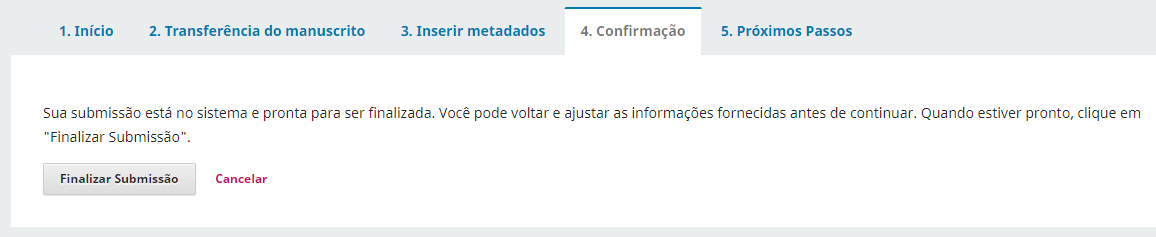 1. Início 2. Transferência do manuscrito 3. Inserir metadados 4. Confirmação 5. Próximos Passos
Sua submissão está no sistema e pronta para ser finalizada. Você pode voltar e ajustar as informações fornecidas antes de continuar. Quando estiver pronto, clique em
"Finalizar Submissão".
Finalizar Submissão Cancelar